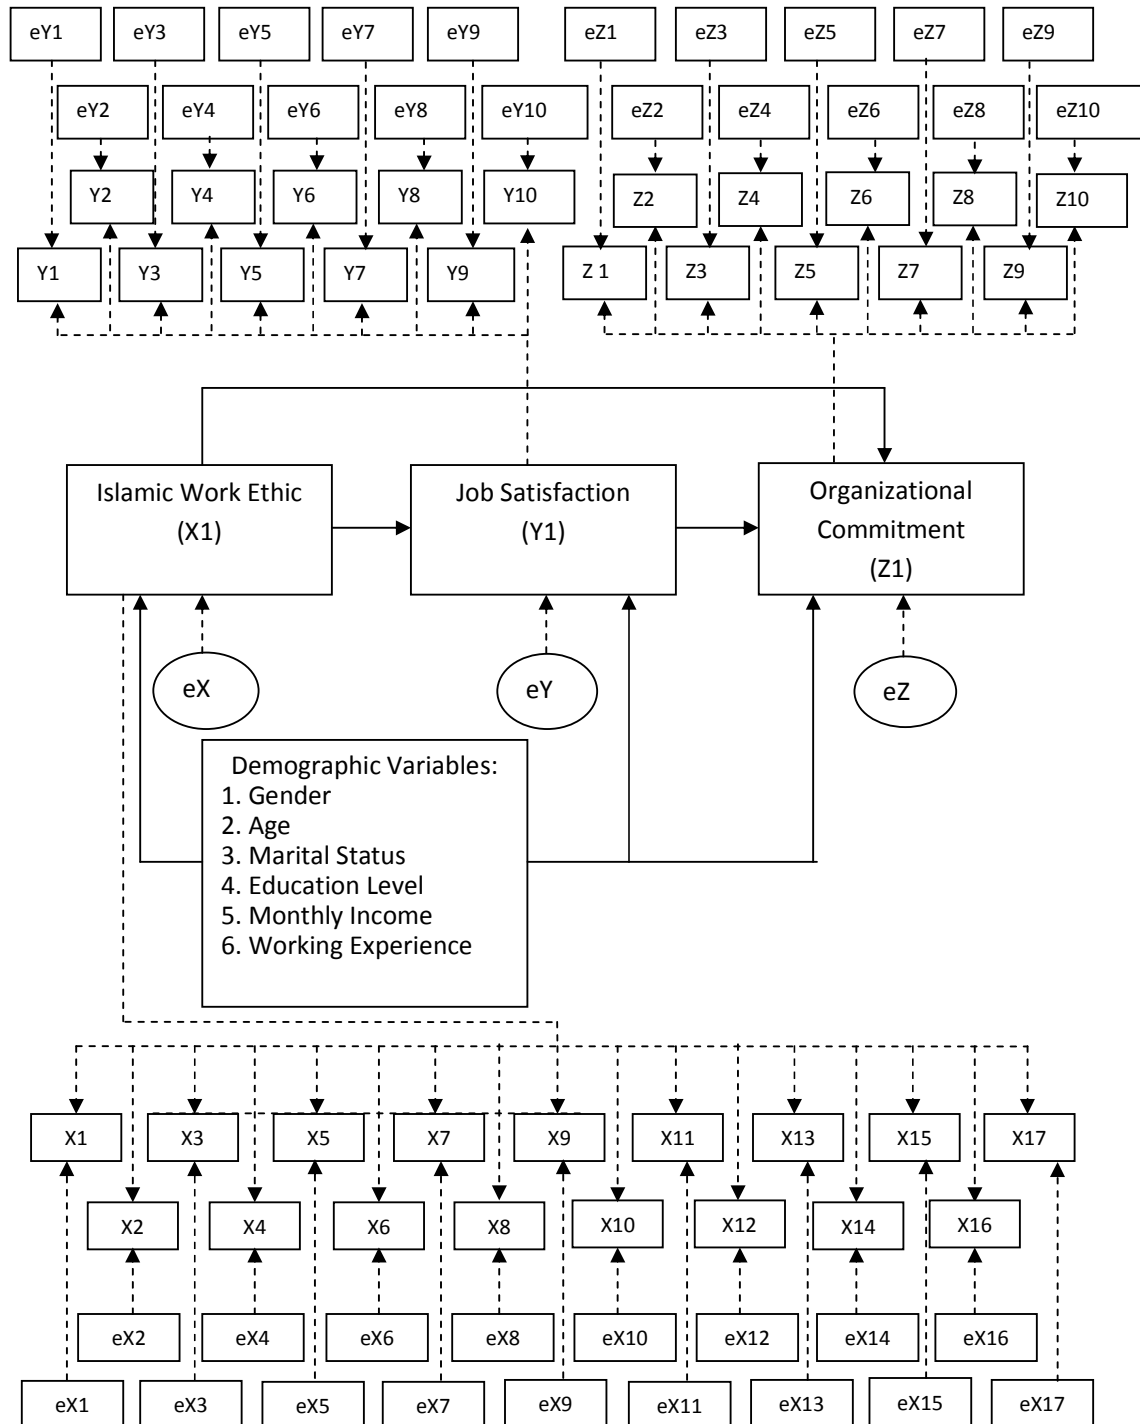 eY1 eY3 eY5 eY7 eY9 eZ1 eZ3 eZ5 eZ7 eZ9
eY2 eY4 eY6 eY8 eY10 eZ2 eZ4 eZ6 eZ8 eZ10
Y2 Y4 Y6 Y8 Y10 Z2 Z4 Z6 Z8 Z10
Y1 Y3 Y5 Y7 Y9 Z 1 Z3 Z5 Z7 Z9
Islamic Work Ethic
(X1)
Job Satisfaction
(Y1)
Organizational
Commitment
(Z1)
eX eY eZ
Demographic Variables:
1. Gender
2. Age
3. Marital Status
4. Education Level
5. Monthly Income
6. Working Experience
X1 X3 X5 X7 X9 X11 X13 X15 X17
X2 X4 X6 X8 X10 X12 X14 X16
eX2 eX4 eX6 eX8 eX10 eX12 eX14 eX16
eX1 eX3 eX5 eX7 eX9 eX11 eX13 eX15 eX17